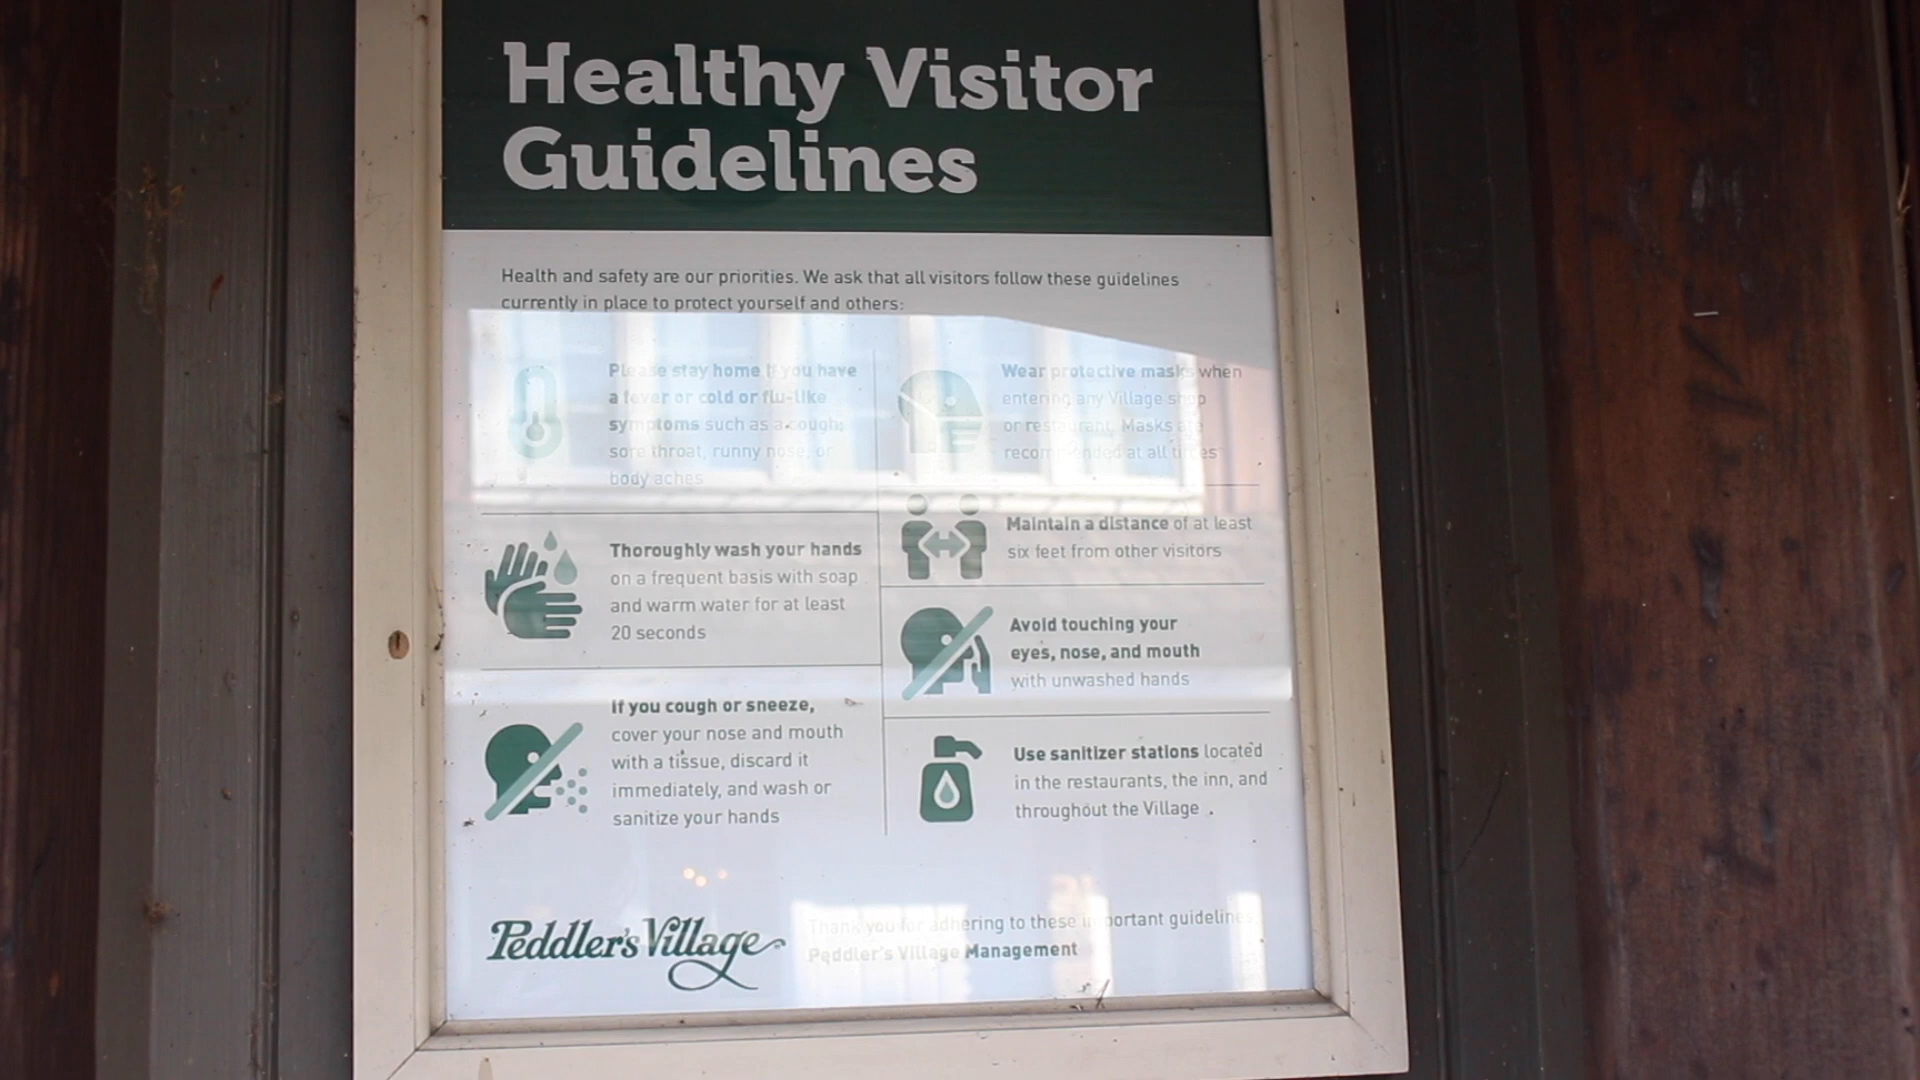 Healthy Visitor
Guidelines
Health and safety are our priorities. We ask that all visitors follow these guidelines
currently in place to protect yourself and others:
Please stay home if you have
a fever or cold or flu-like
symptoms such as a cough,
sore throat, runny nose, or
body aches
Thoroughly wash your hands
on a frequent basis with soap
and warm water for at least
20 seconds
If you cough or sneeze,
cover your nose and mouth
with a tissue, discard it
immediately, and wash or
sanitize your hands
Wear protective masks when
entering any Village shop
or restaurant. Masks are
recommended at all times
Maintain a distance of at least
six feet from other visitors
Avoid touching your
eyes, nose, and mouth
with unwashed hands
Use sanitizer stations located
in the restaurants, the inn, and
throughout the Village
Peddler's Village
Thank you for adhering to these important guidelines
Peddler's Village Management